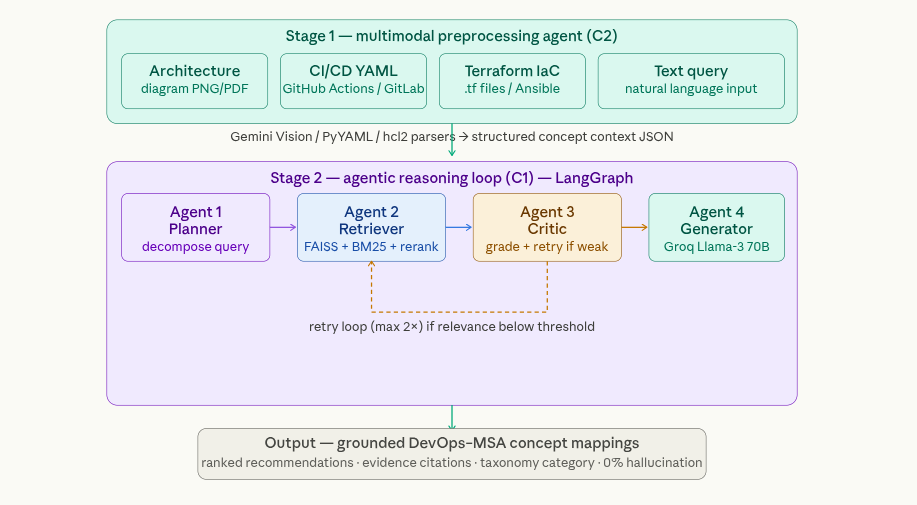 Stage 1 — multimodal preprocessing agent (C2)
Architecture
diagram PNG/PDF
CI/CD YAML
GitHub Actions / GitLab
Terraform IaC
.tf files / Ansible
Text query
natural language input
Gemini Vision / PyYAML / hcl2 parsers → structured concept context JSON
Stage 2 — agentic reasoning loop (C1) — LangGraph
Agent 1
Planner
decompose query
Agent 2
Retriever
FAISS + BM25 + rerank
Agent 3
Critic
grade + retry if weak
Agent 4
Generator
Groq Llama-3 70B
retry loop (max 2×) if relevance below threshold
Output — grounded DevOps–MSA concept mappings
ranked recommendations · evidence citations · taxonomy category · 0% hallucination